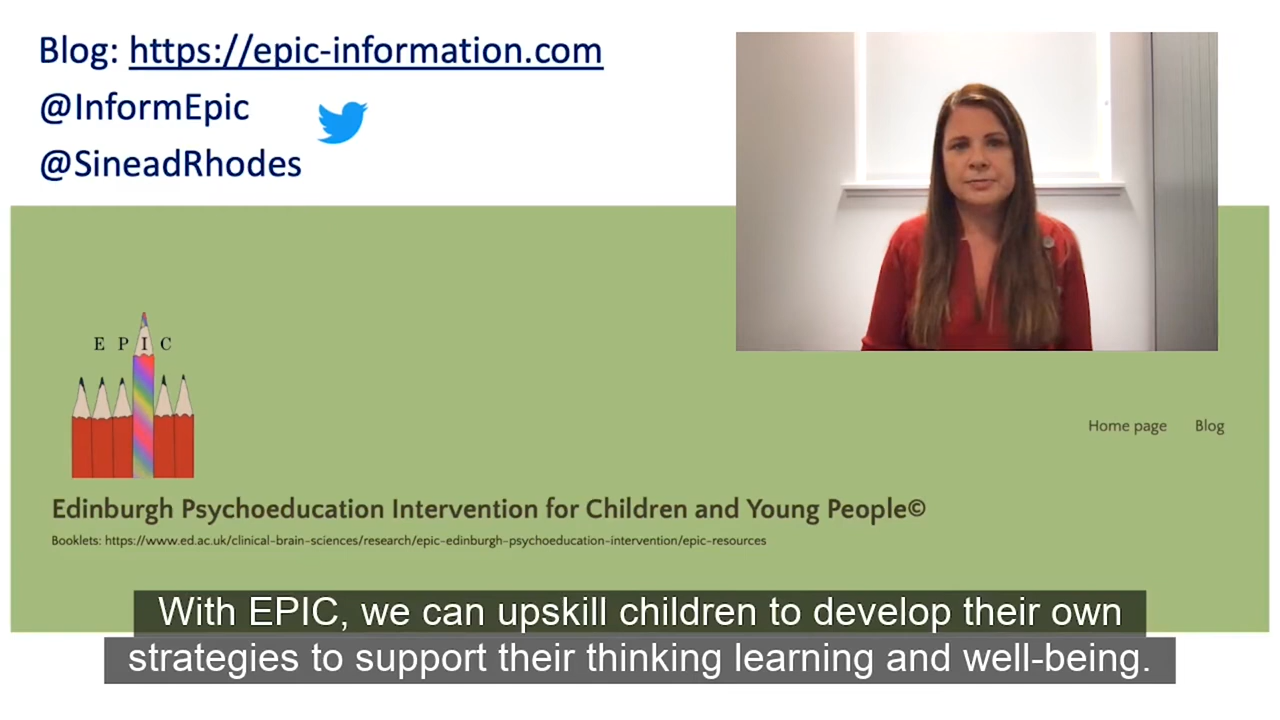 Blog: https://epic-information.com
@InformEpic
@SineadRhodes
E P I C
Home page Blog
Edinburgh Psychoeducation Intervention for Children and Young People©
Booklets: https://www.ed.ac.uk/clinical-brain-sciences/research/epic-edinburgh-psychoeducation-intervention/epic-resources
With EPIC, we can upskill children to develop their own
strategies to support their thinking learning and well-being.